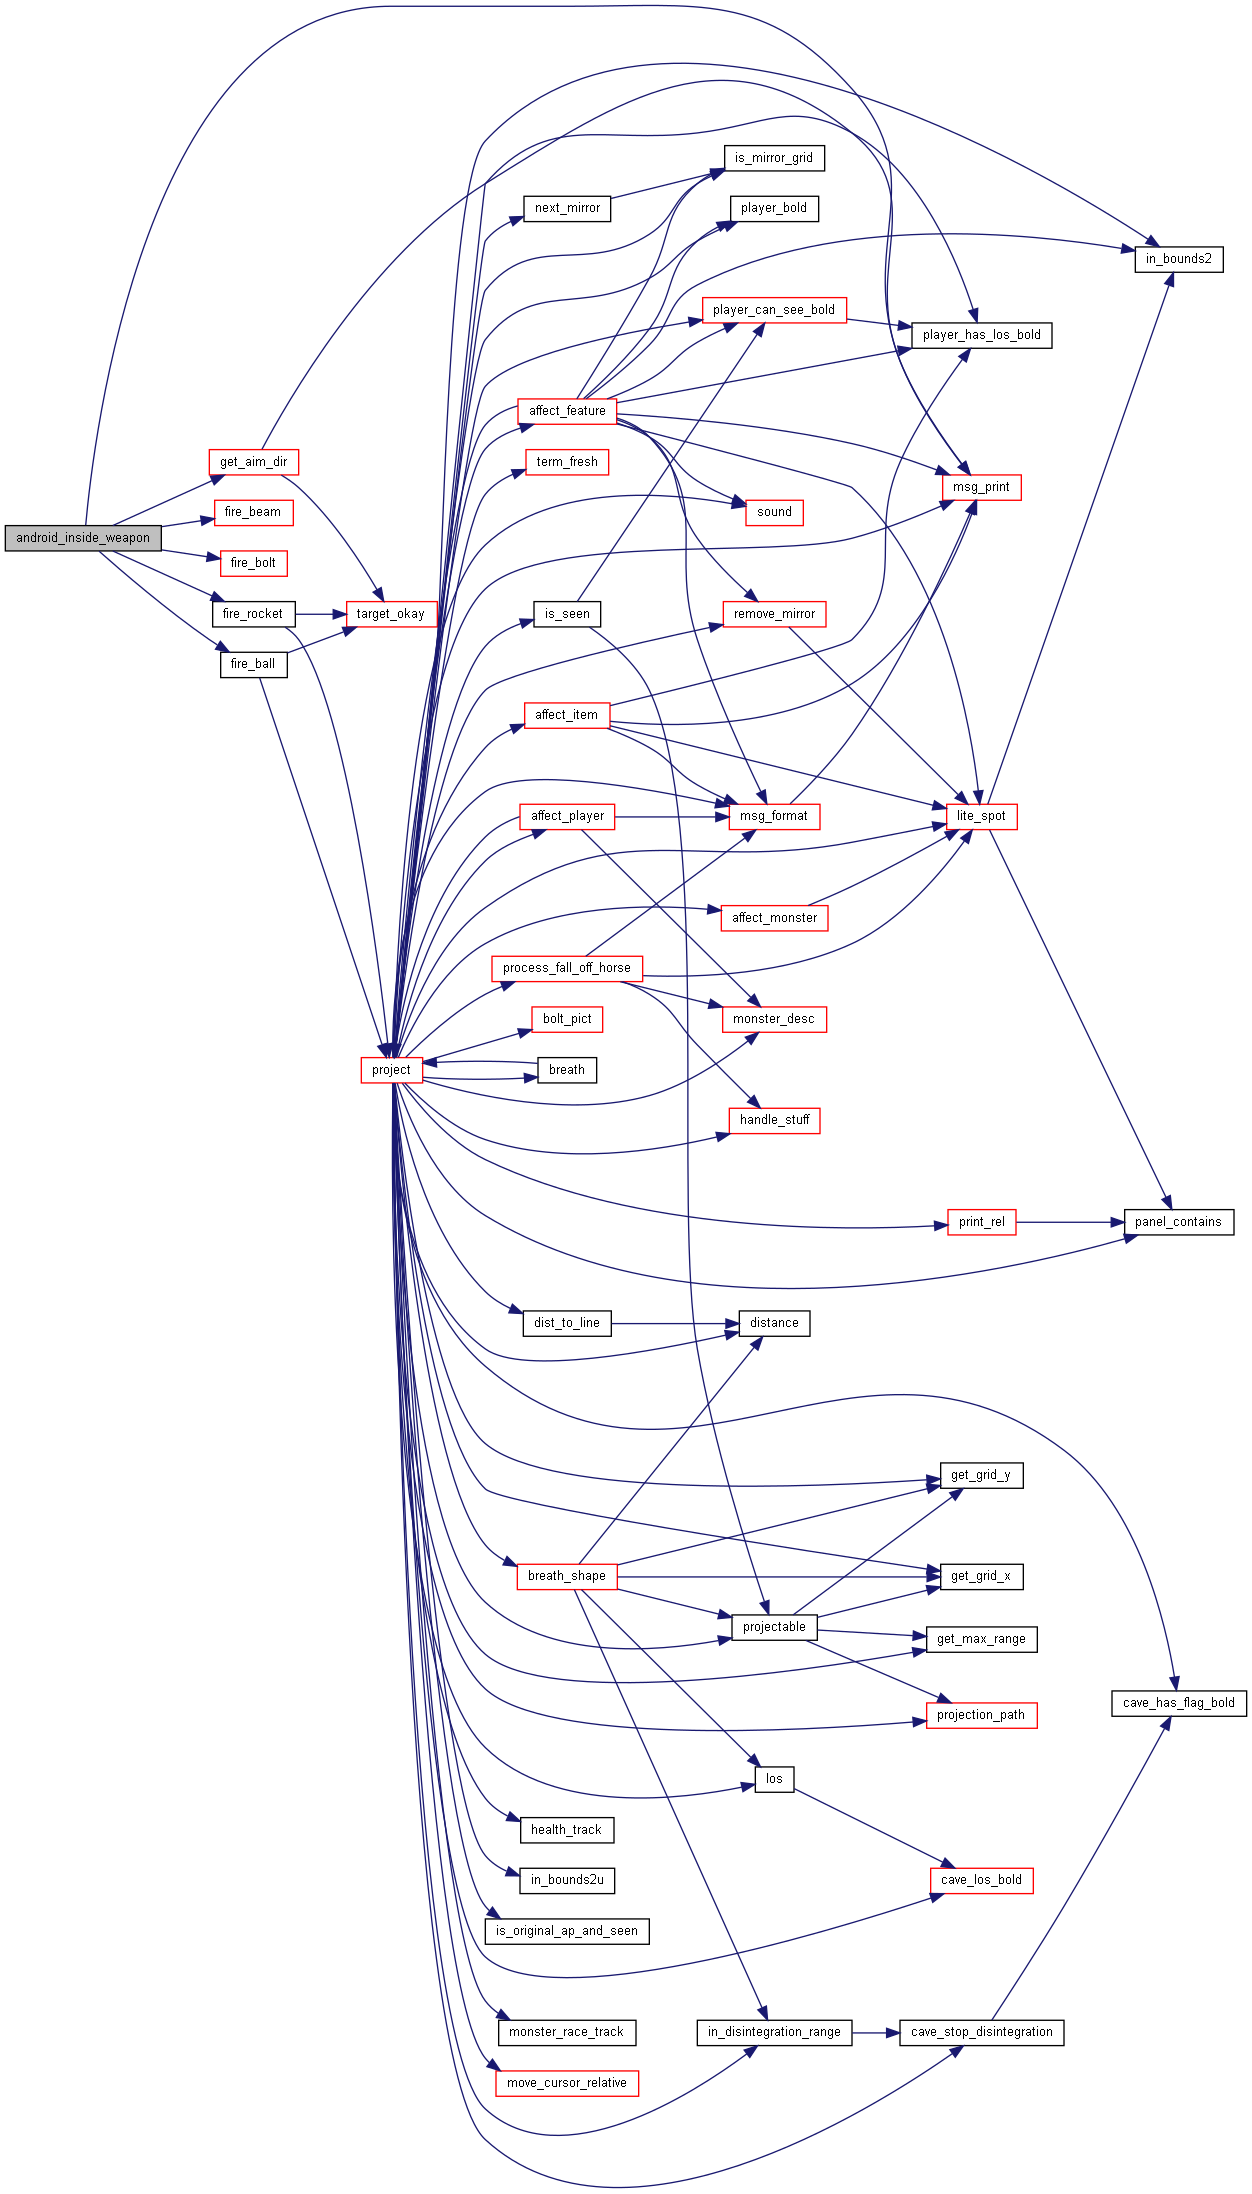 is_mirror_grid
next_mirror
player_bold
in_bounds2
player_can_see_bold
player_has_los_bold
affect_feature
get_aim_dir
term_fresh
msg_print
fire_beam
sound
android_inside_weapon
fire_bolt
fire_rocket
target_okay
is_seen
remove_mirror
fire_ball
affect_item
affect_player
msg_format
lite_spot
affect_monster
process_fall_off_horse
bolt_pict
monster_desc
project
breath
handle_stuff
print_rel
panel_contains
dist_to_line
distance
get_grid_y
breath_shape
get_grid_x
projectable
get_max_range
cave_has_flag_bold
projection_path
los
health_track
in_bounds2u
cave_los_bold
is_original_ap_and_seen
monster_race_track
in_disintegration_range
cave_stop_disintegration
move_cursor_relative